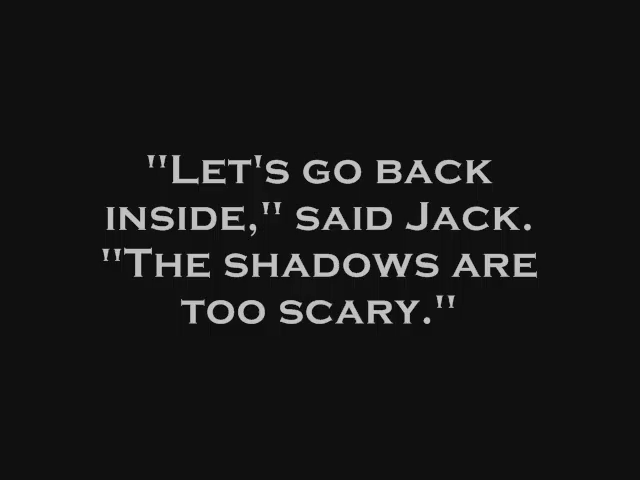 "Let's go back
inside," said Jack.
"The shadows are
too scary."